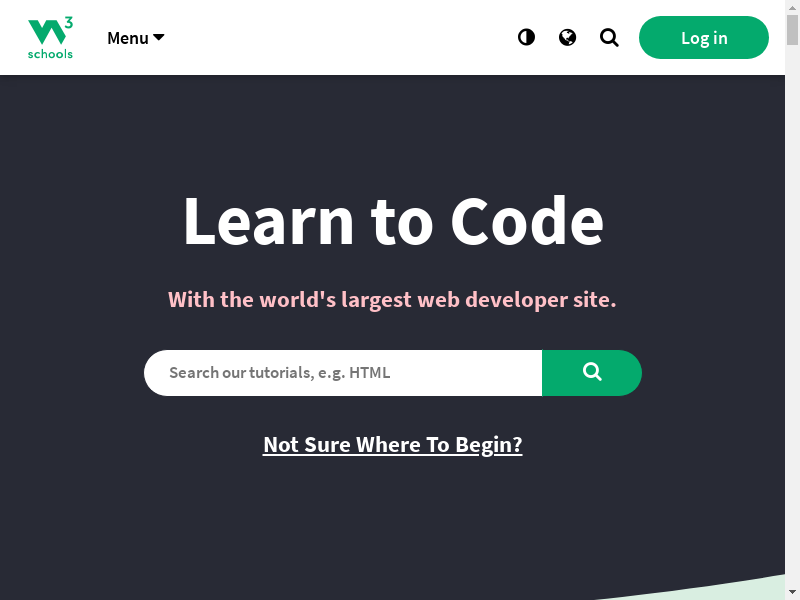 W3
schools
Menu
Log in
Learn to Code
With the world's largest web developer site.
Search our tutorials, e.g. HTML
Not Sure Where To Begin?